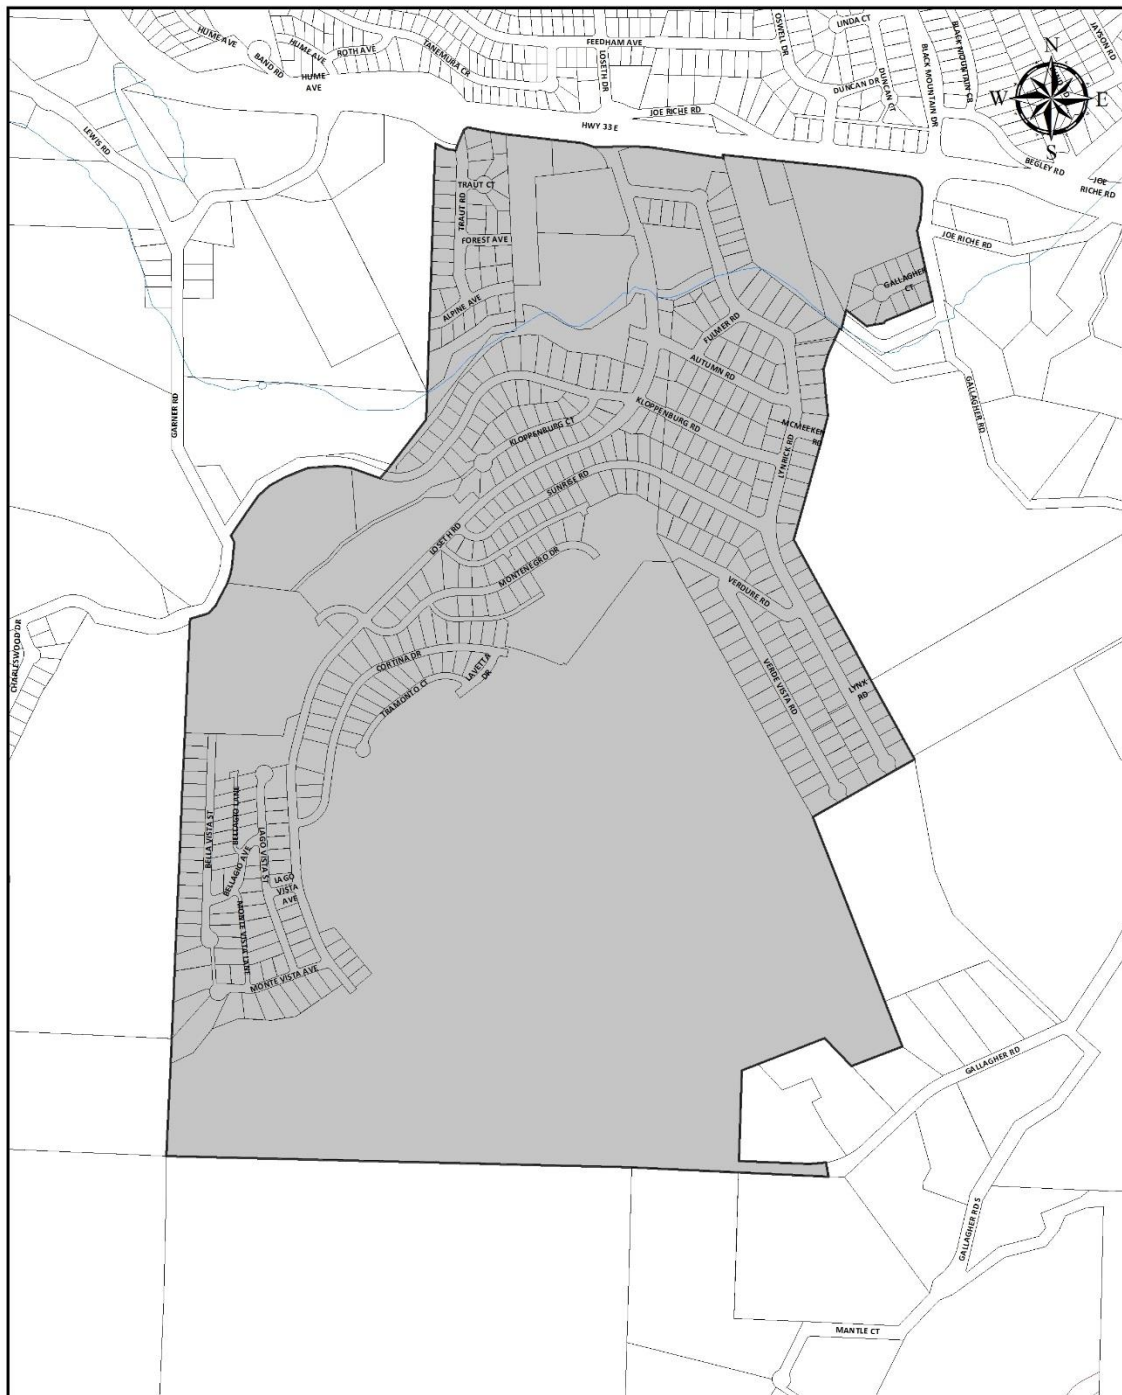 HUME AVE
BAND RD
HUME AVE
HUME
AVE
ROTH AVE
TANEMURA CR
FEEDHAM AVE
LOSETH DR
OSWELL DR
LINDA CT
DUNCAN DR
DUNCAN CT
BLACK MOUNTAIN DR
BLACK MOUNTAIN CR
JAYSON RD
N
W
E
S
JOE RICHE RD
HWY 33 E
BEGLEY RD
JOE
RICHE RD
LEWIS RD
TRAUT CT
TRAUT RD
FOREST AVE
JOE RICHE RD
GALLAGHER
CT
ALPINE AVE
FULMER RD
AUTUMN RD
GARNER RD
KLOPPENBURG RD
KLOPPENBURG CT
MCMEEKEN
RD
GALLAGHER RD
LYNRICK RD
SUNRISE RD
LOSETH RD
MONTENEGRO DR
VERDURE RD
CHARLESWOOD DR
CORTINA DR
LAVETTA
DR
TRAMONTO CT
VERDE VISTA RD
LYNX
RD
BELLA VISTA ST
BELLAGIO LANE
LAGO VISTA ST
BELLAGIO AVE
LAGO
VISTA
AVE
MONTE VISTA LANE
MONTE VISTA AVE
GALLAGHER RD
GALLAGHER RD S
MANTLE CT